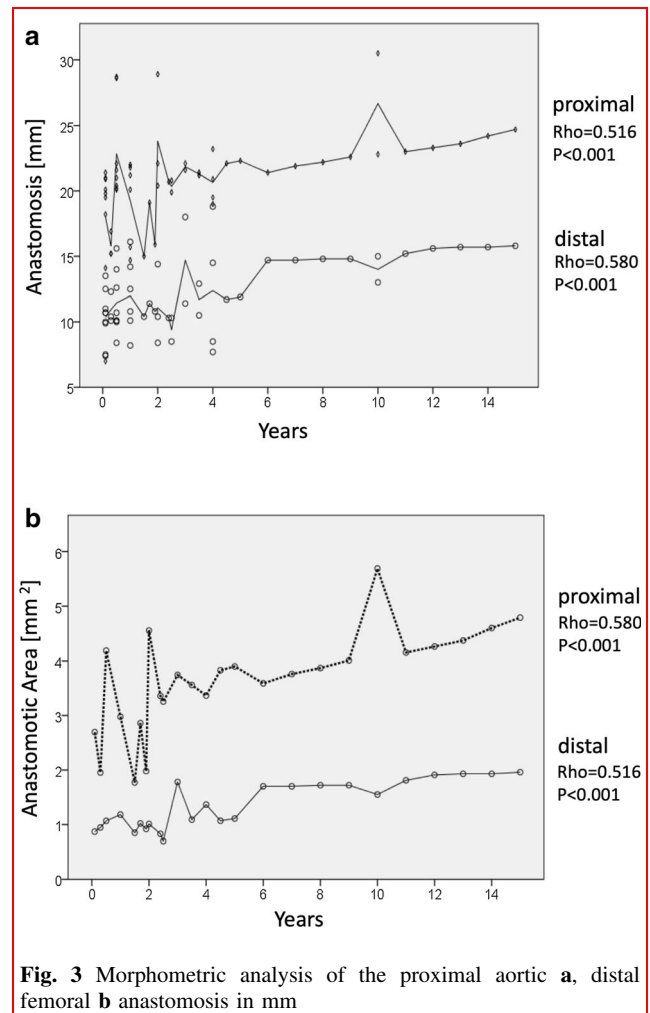 a
30
25
20
15
10
5
Anastomosis [mm]
0 2 4 6 8 10 12 14
Years
proximal
Rho=0.516
P<0.001
distal
Rho=0.580
P<0.001
b
6
5
4
3
2
1
0
Anastomotic Area [mm ²]
0 2 4 6 8 10 12 14
Years
proximal
Rho=0.580
P<0.001
distal
Rho=0.516
P<0.001
Fig. 3 Morphometric analysis of the proximal aortic a, distal
femoral b anastomosis in mm